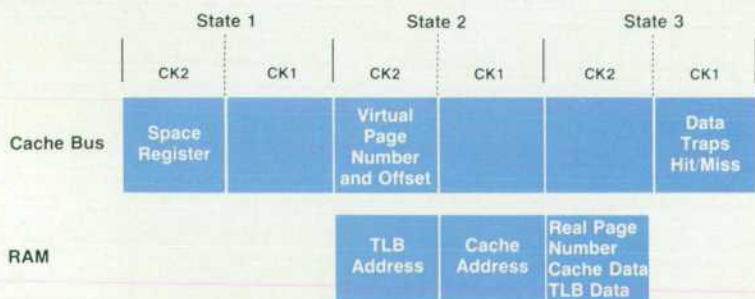 State 1 State 2 State 3
CK2 CK1 CK2 CK1 CK2 CK1
Cache Bus
Space
Register
Virtual
Page
Number
and Offset
Data
Traps
Hit/Miss
RAM
TLB
Address
Cache
Address
Real Page
Number
Cache Data
TLB Data